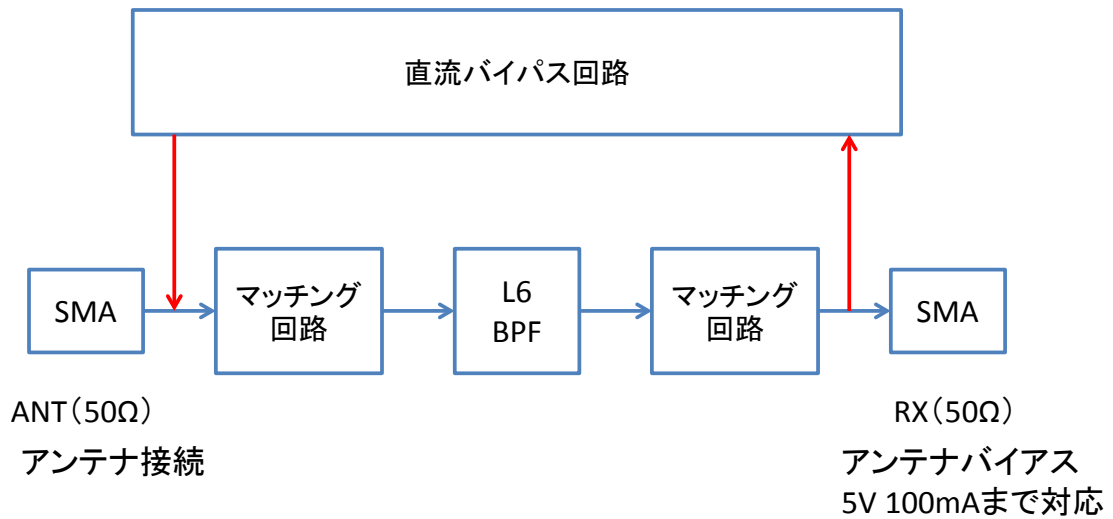 直流バイパス回路
SMA
マッチング
回路
L6
BPF
マッチング
回路
SMA
ANT(50Ω)
アンテナ接続
RX(50Ω)
アンテナバイアス
5V 100mAまで対応